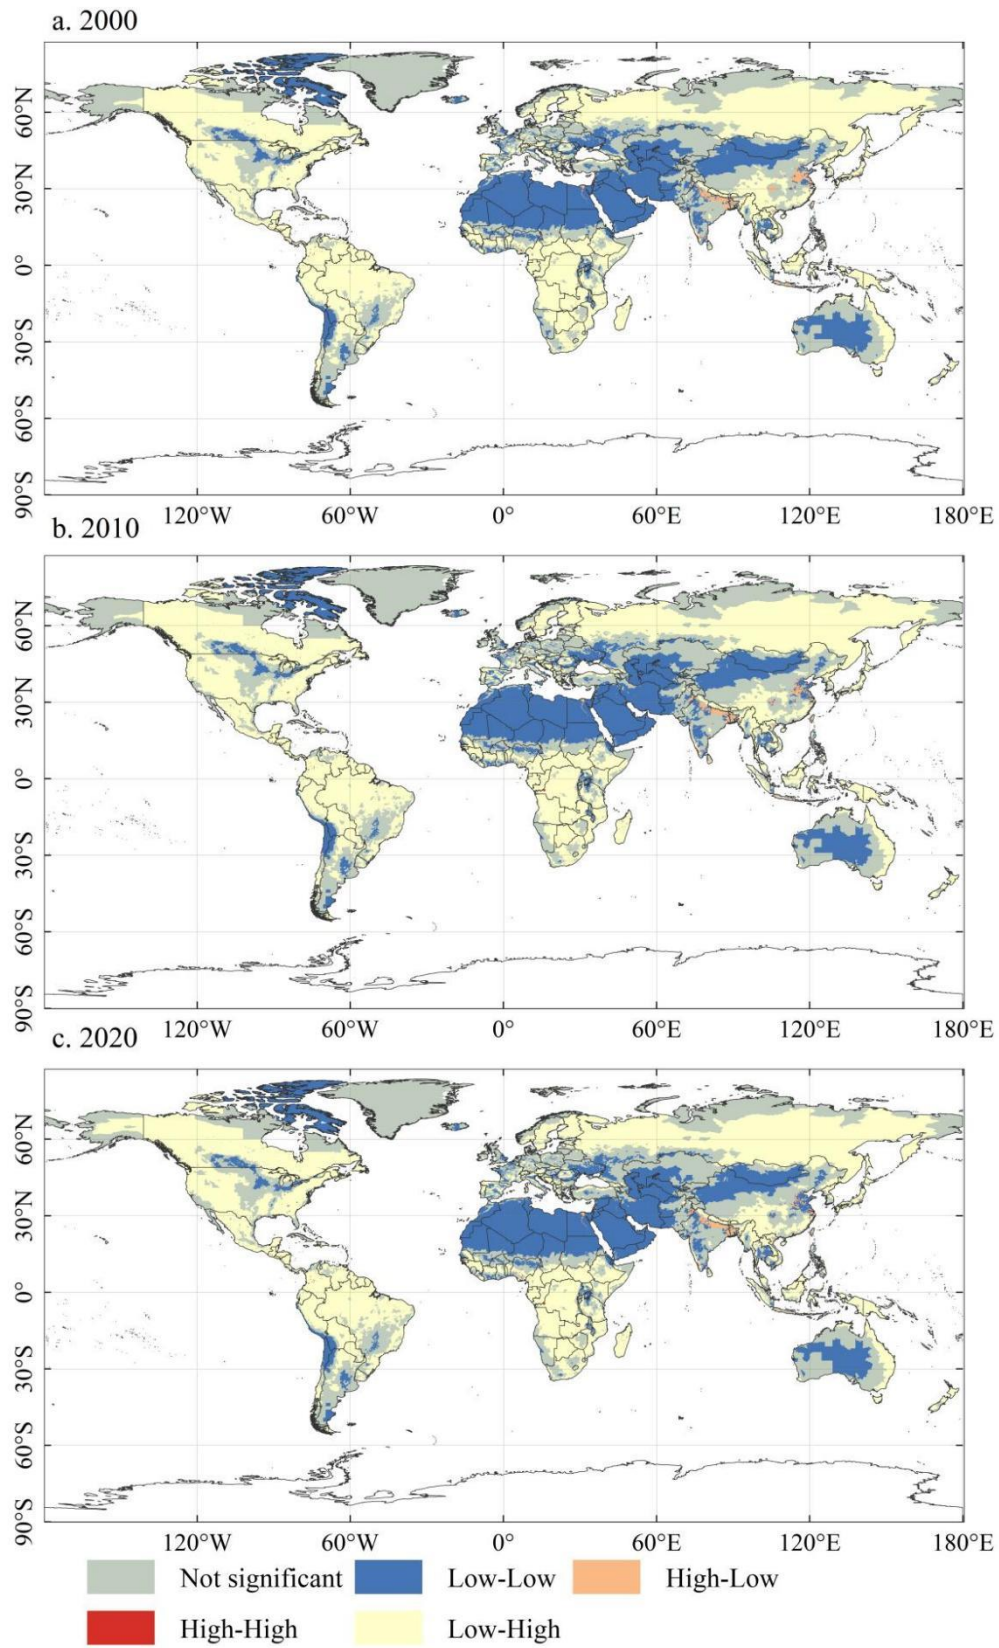 a. 2000
60°N
30°N
0°
30°S
60°S
90°S
120°W 60°W 0° 60°E 120°E 180°E
b. 2010
60°N
30°N
0°
30°S
60°S
90°S
120°W 60°W 0° 60°E 120°E 180°E
c. 2020
60°N
30°N
0°
30°S
60°S
90°S
120°W 60°W 0° 60°E 120°E 180°E
Not significant Low-Low High-Low
High-High Low-High